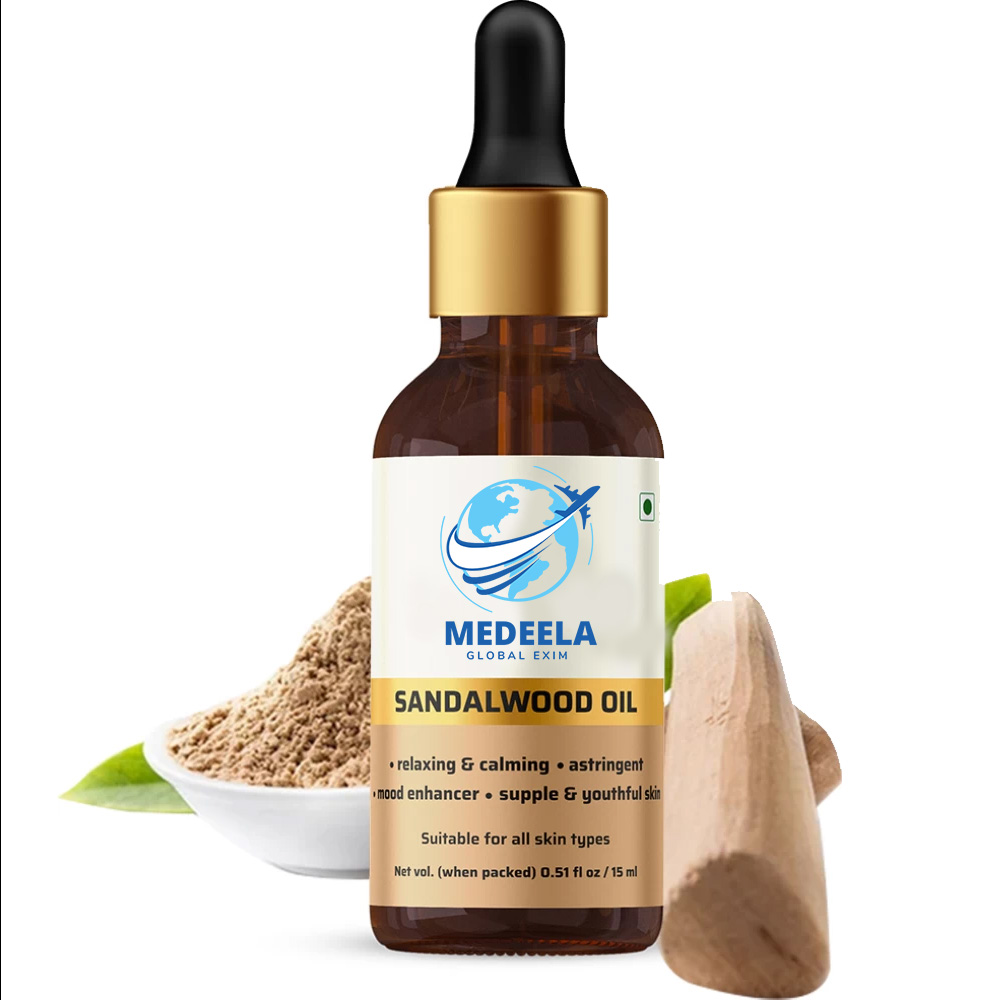 MEDEELA
GLOBAL EXIM
SANDALWOOD OIL
• relaxing & calming • astringent
• mood enhancer • supple & youthful skin
Suitable for all skin types
Net vol. (when packed) 0.51 fl oz / 15 ml